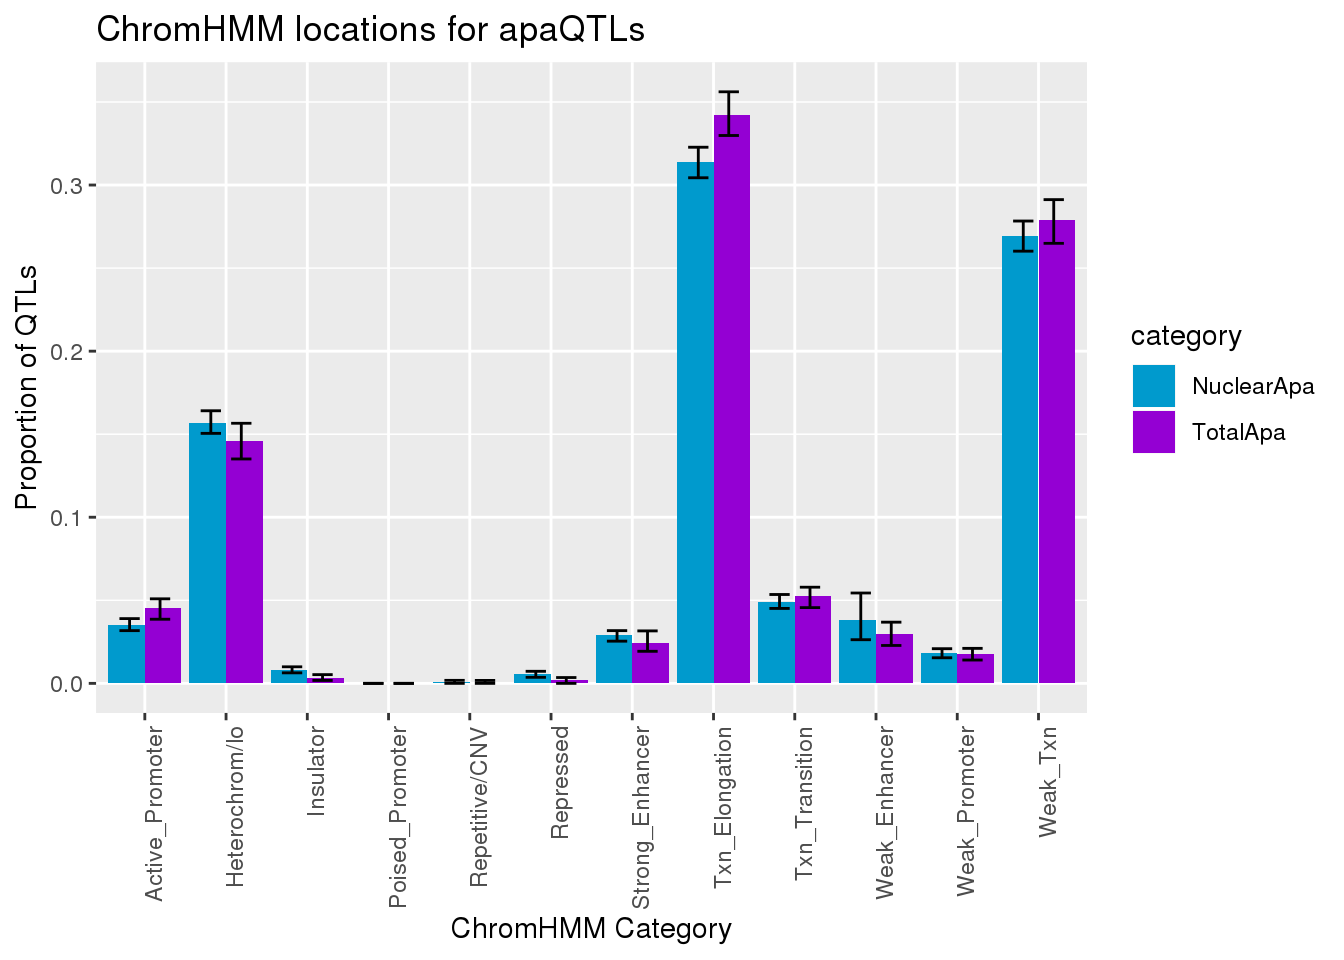 ChromHMM locations for apaQTLs
Proportion of QTLs
0.3
0.2
0.1
0.0
Active_Promoter
Heterochrom/lo
Insulator
Poised_Promoter
Repetitive/CNV
Repressed
Strong_Enhancer
Txn_Elongation
Txn_Transition
Weak_Enhancer
Weak_Promoter
Weak_Txn
ChromHMM Category
category
NuclearApa
TotalApa